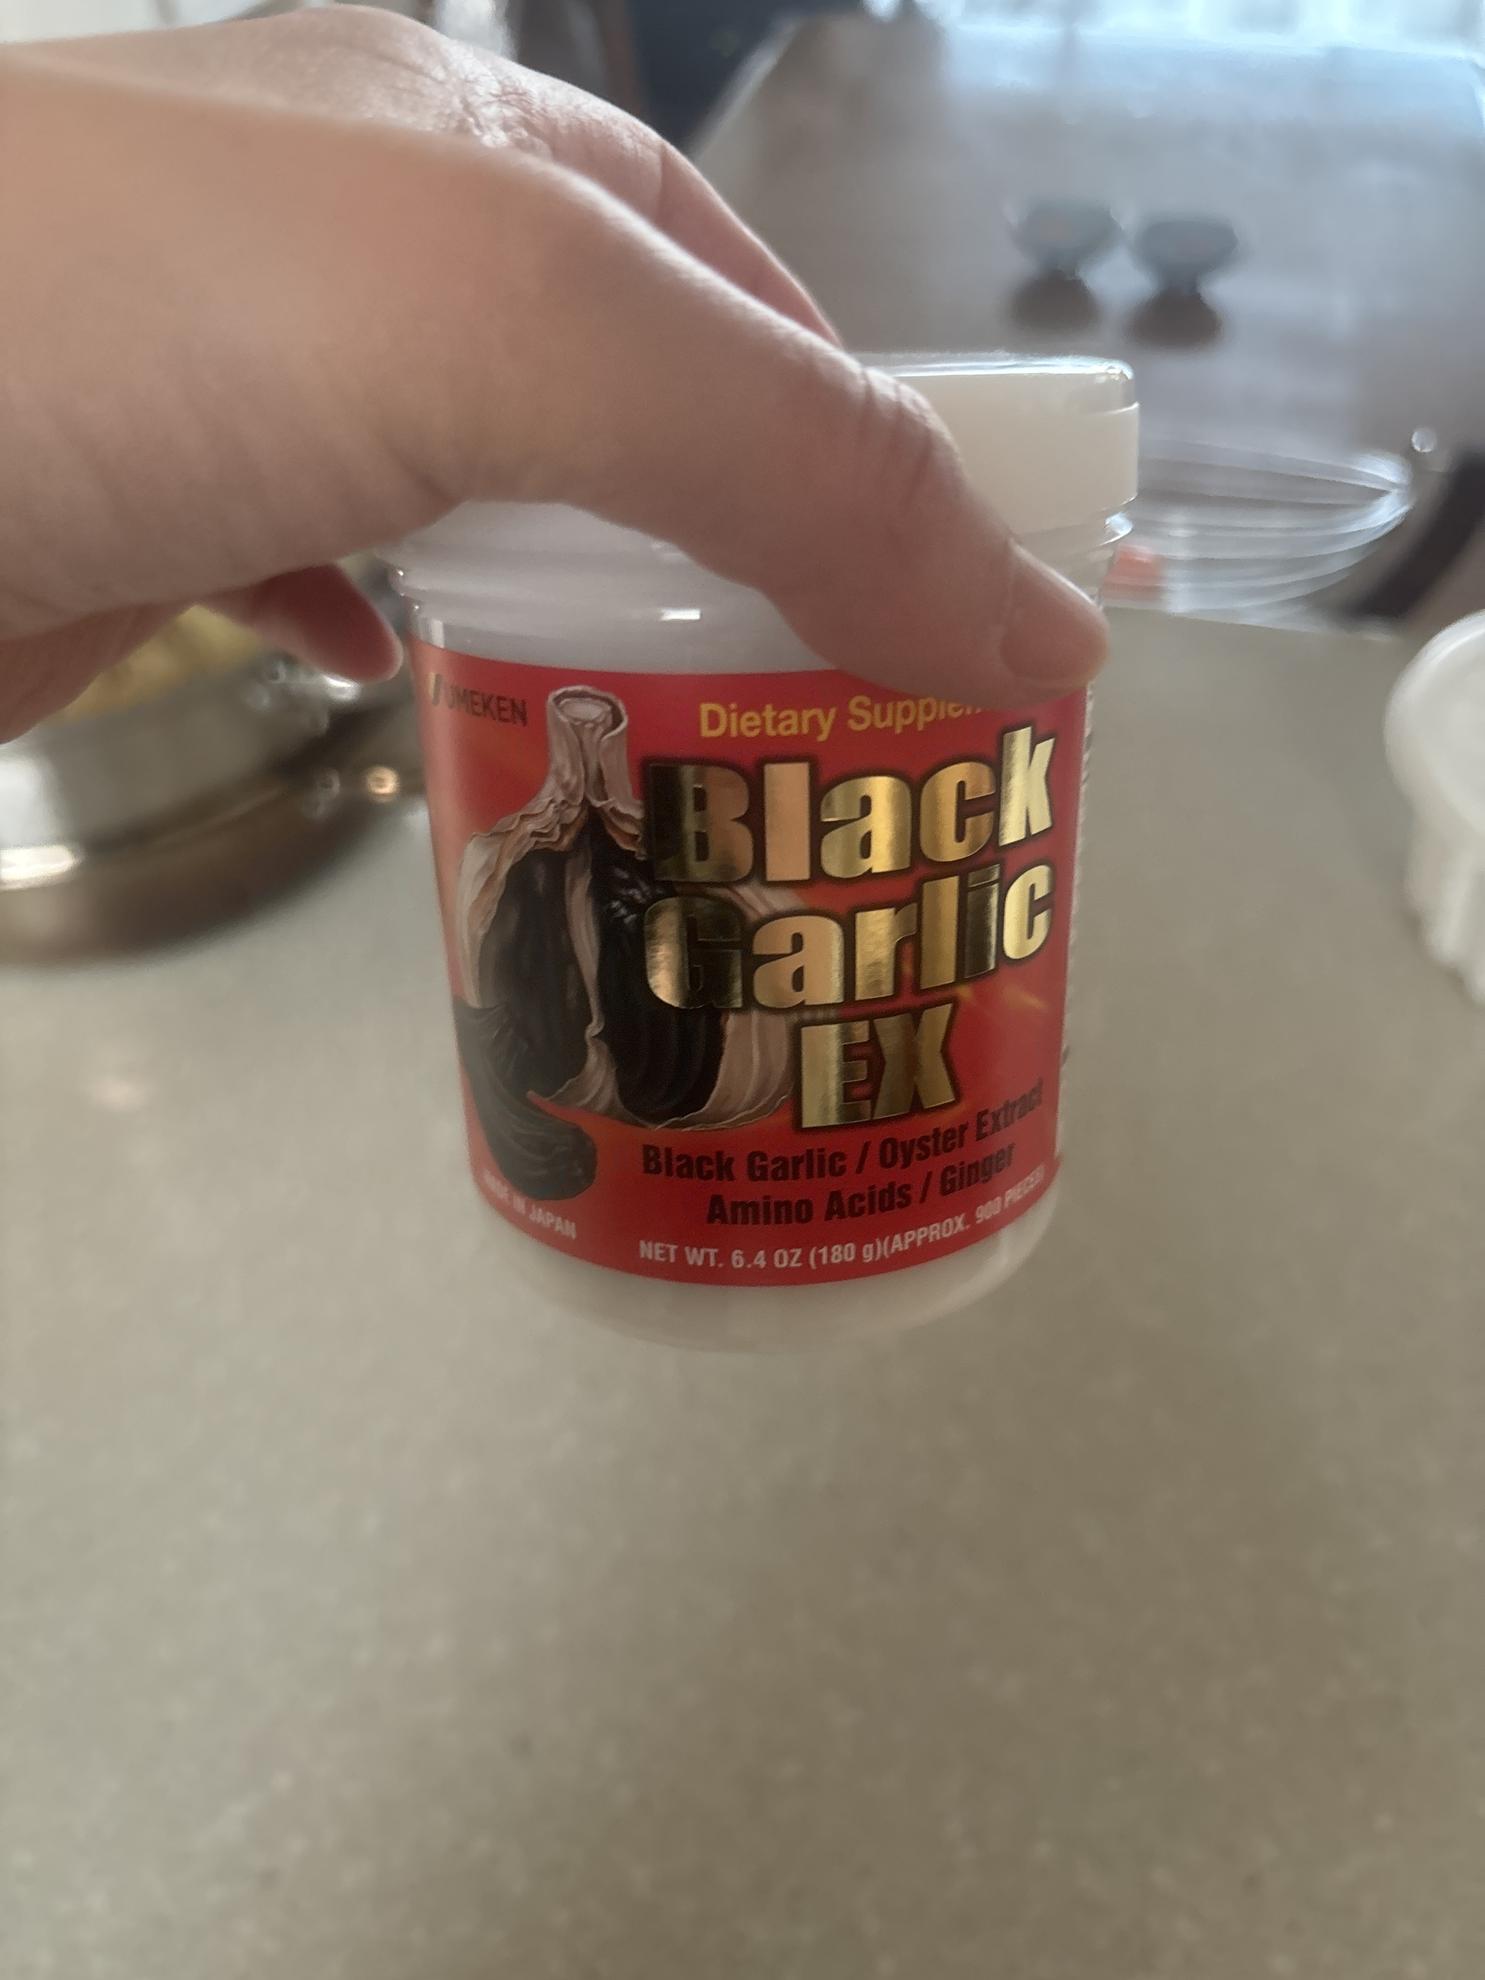 UMEKEN
Dietary
Black
Garlic
EX
Black Garlic / Oyster Extract
Amino Acids / Ginger
IN JAPAN
NET WT. 6.4 OZ (180 g)(APPROX. 900 PIECES)